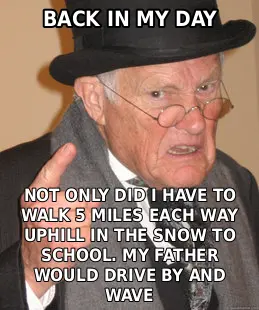 BACK IN MY DAY
NOT ONLY DID I HAVE TO
WALK 5 MILES EACH WAY
UPHILL IN THE SNOW TO
SCHOOL. MY FATHER
WOULD DRIVE BY AND
WAVE